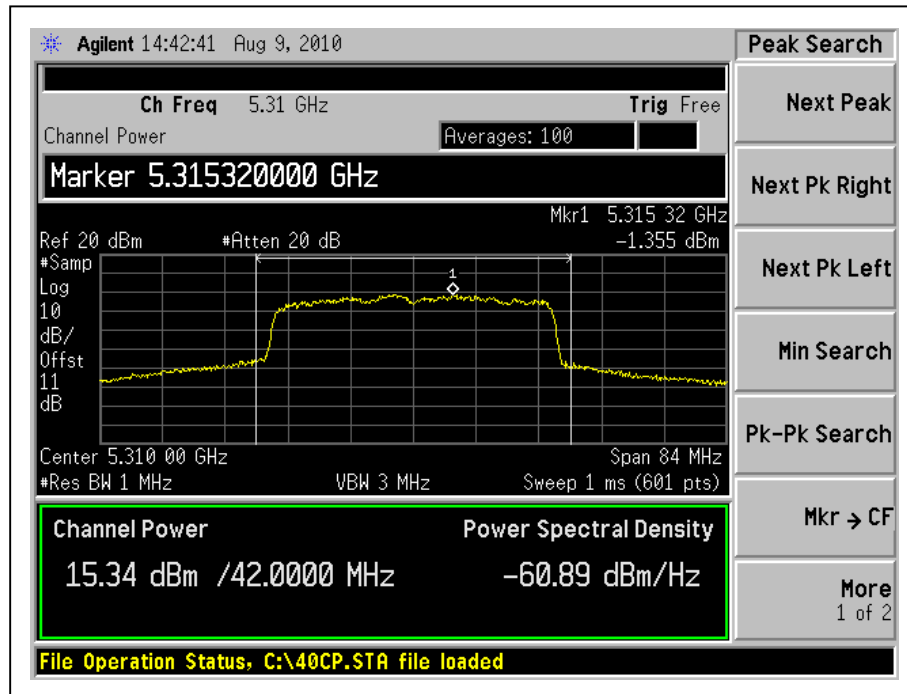 Agilent 14:42:41 Aug 9, 2010
Peak Search
Ch Freq 5.31 GHz Trig Free
Channel Power Averages: 100
Marker 5.315320000 GHz
Mkr1 5.315 32 GHz
Ref 20 dBm #Atten 20 dB -1.355 dBm
#Samp
Log
10
dB/
Offst
11
dB
1
Center 5.310 00 GHz Span 84 MHz
#Res BW 1 MHz VBW 3 MHz Sweep 1 ms (601 pts)
Channel Power Power Spectral Density
15.34 dBm /42.0000 MHz -60.89 dBm/Hz
File Operation Status, C:\40CP.STA file loaded
Next Peak
Next Pk Right
Next Pk Left
Min Search
Pk-Pk Search
Mkr → CF
More
1 of 2